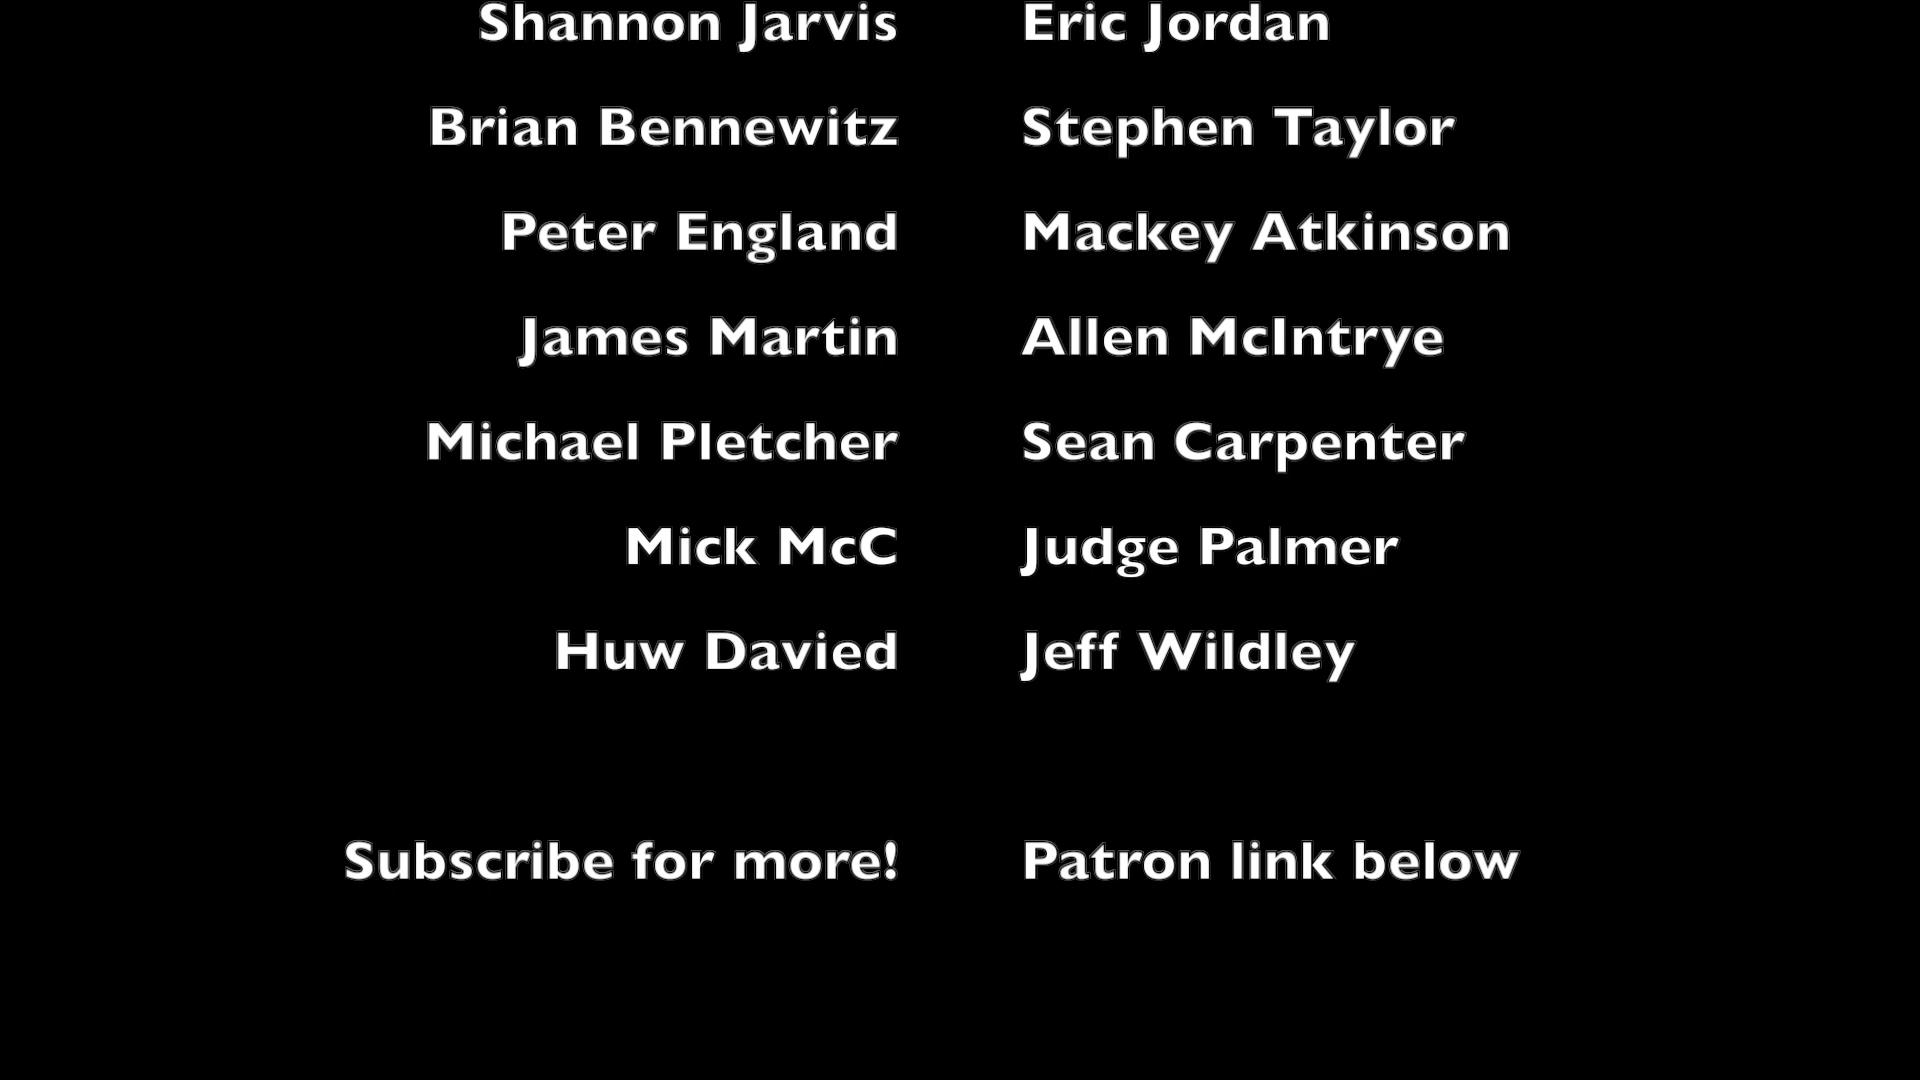 Shannon Jarvis Eric Jordan
Brian Bennewitz Stephen Taylor
Peter England Mackey Atkinson
James Martin Allen McIntrye
Michael Pletcher Sean Carpenter
Mick McC Judge Palmer
Huw Davied Jeff Wildley
Subscribe for more! Patron link below